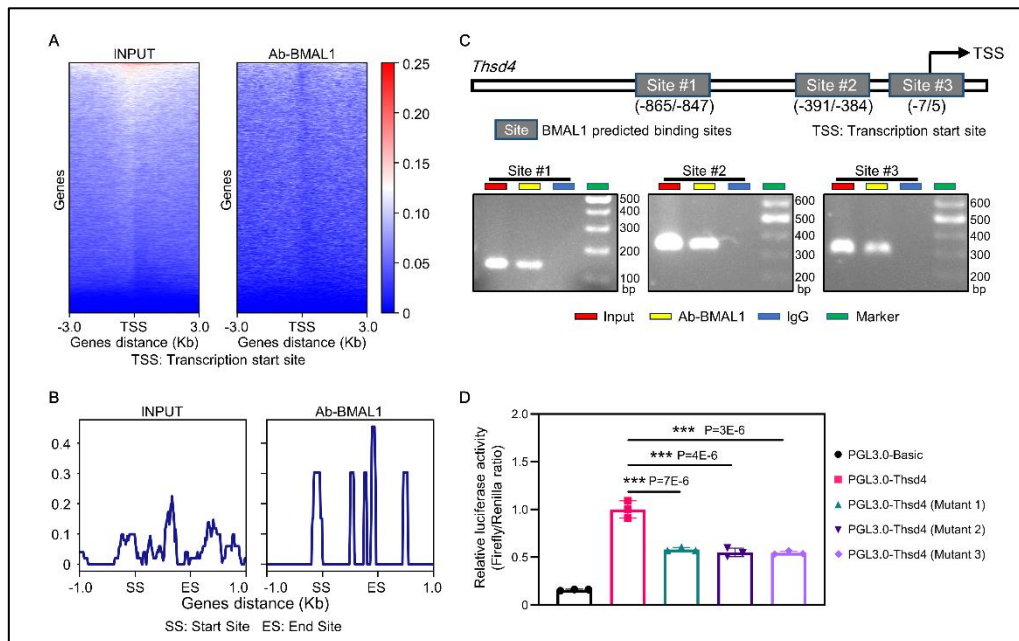 A
INPUT
Ab-BMAL1
Genes
0.25
0.20
0.15
0.10
0.05
0
-3.0 TSS 3.0 -3.0 TSS 3.0
Genes distance (Kb) Genes distance (Kb)
TSS: Transcription start site
B
INPUT
Ab-BMAL1
0.4
0.3
0.2
0.1
0
-1.0 SS ES 1.0 -1.0 SS ES 1.0
Genes distance (Kb) Genes distance (Kb)
SS: Start Site ES: End Site
C
Thsd4
TSS
Site #1 Site #2 Site #3
(-865/-847) (-391/-384) (-7/5)
Site BMAL1 predicted binding sites TSS: Transcription start site
Site #1 Site #2 Site #3
500
400
300
200
100
bp
600
500
400
300
200
100
bp
600
500
400
300
200
bp
Input Ab-BMAL1 IgG Marker
D
Relative luciferase activity
(Firefly/Renilla ratio)
2.0
1.5
1.0
0.5
0.0
*** P=3E-6
*** P=4E-6
*** P=7E-6
PGL3.0-Basic
PGL3.0-Thsd4
PGL3.0-Thsd4 (Mutant 1)
PGL3.0-Thsd4 (Mutant 2)
PGL3.0-Thsd4 (Mutant 3)